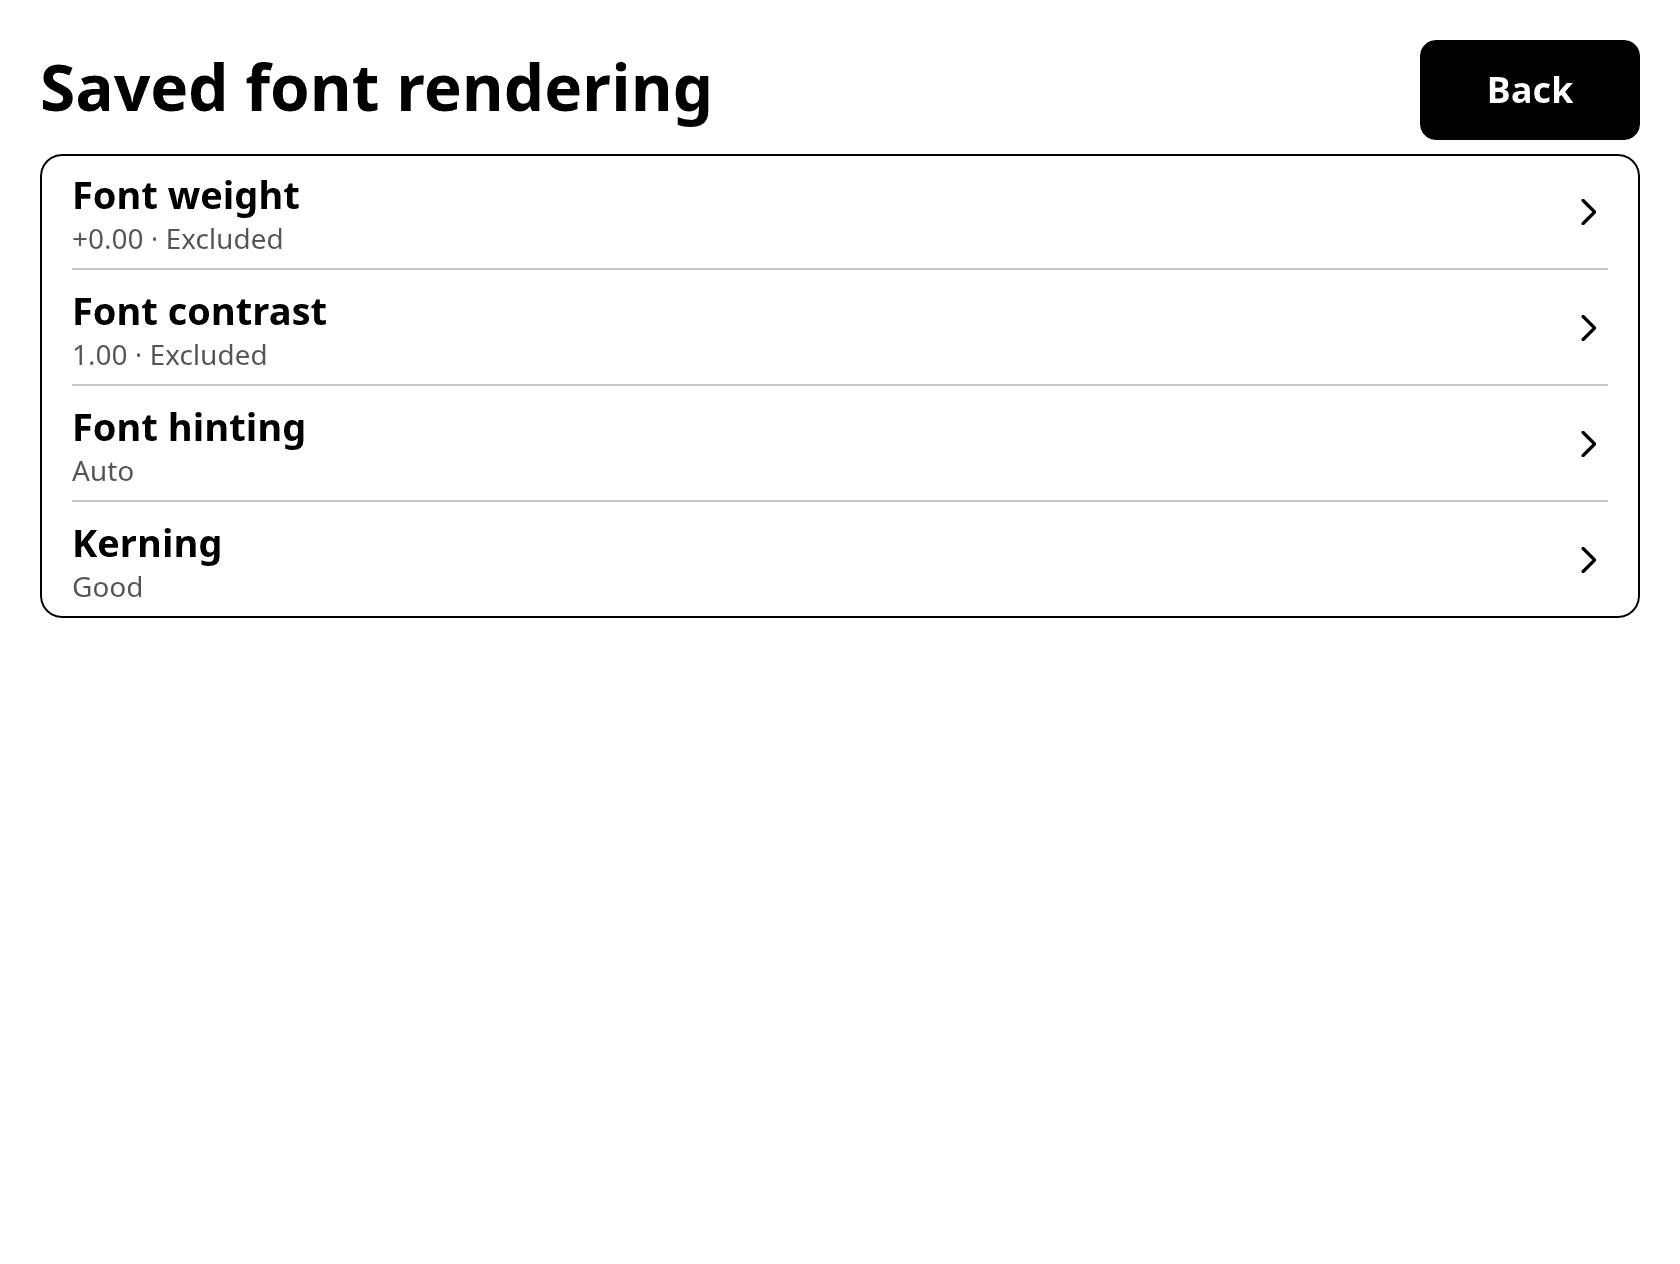 Saved font rendering
Back
Font weight
+0.00 · Excluded
Font contrast
1.00 · Excluded
Font hinting
Auto
Kerning
Good